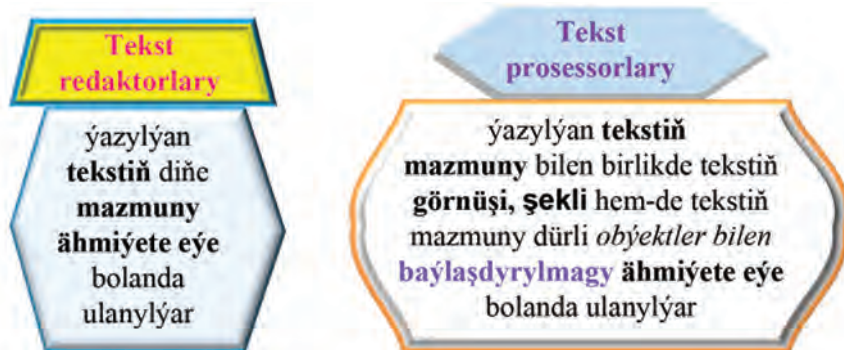 Tekst
redaktorlary
ýazylýan
tekstiň diňe
mazmuny
ähmiýete eýe
bolanda
ulanylýar
Tekst
prosessorlary
ýazylýan tekstiň
mazmuny bilen birlikde tekstiň
görnüşi, şekli hem-de tekstiň
mazmuny dürli obýektler bilen
baýlaşdyrylmagy ähmiýete eýe
bolanda ulanylýar